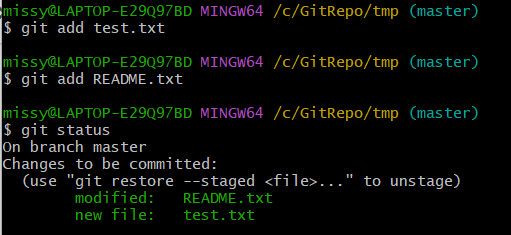 missy@LAPTOP-E29Q97BD MINGW64 /c/GitRepo/tmp (master)
$ git add test.txt
missy@LAPTOP-E29Q97BD MINGW64 /c/GitRepo/tmp (master)
$ git add README.txt
missy@LAPTOP-E29Q97BD MINGW64 /c/GitRepo/tmp (master)
$ git status
On branch master
Changes to be committed:
  (use "git restore --staged <file>..." to unstage)
        modified:   README.txt
        new file:   test.txt